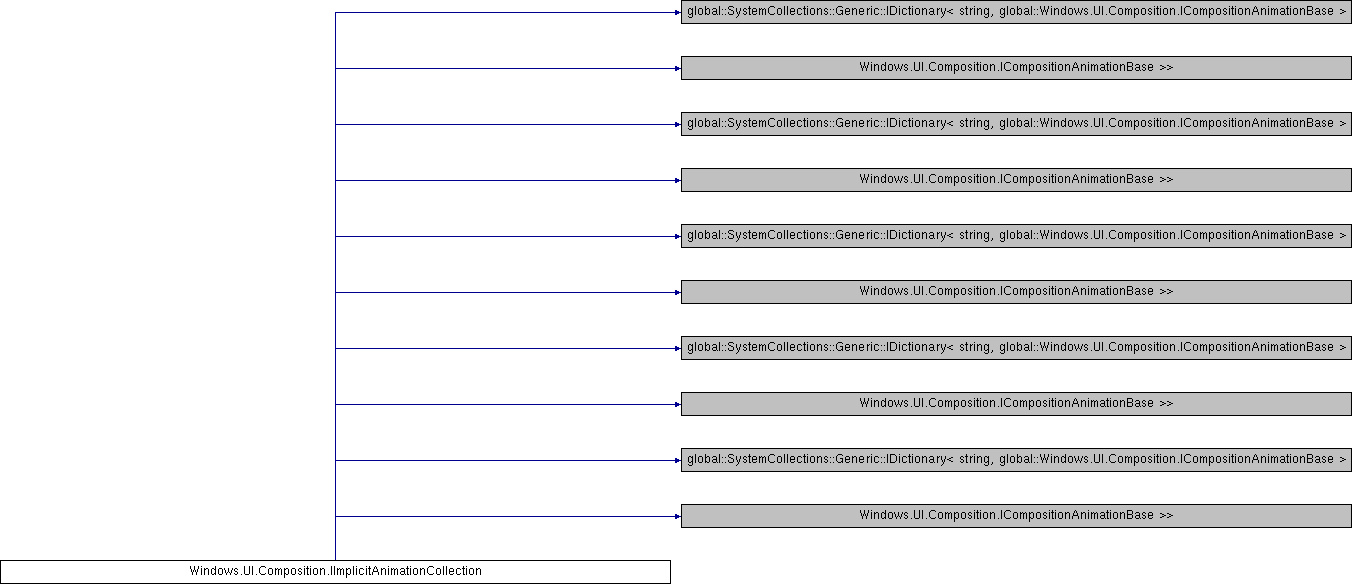 global::SystemCollections::Generic::IDictionary< string, global::Windows.UI.Composition.ICompositionAnimationBase >
Windows.UI.Composition.ICompositionAnimationBase >>
global::SystemCollections::Generic::IDictionary< string, global::Windows.UI.Composition.ICompositionAnimationBase >
Windows.UI.Composition.ICompositionAnimationBase >>
global::SystemCollections::Generic::IDictionary< string, global::Windows.UI.Composition.ICompositionAnimationBase >
Windows.UI.Composition.ICompositionAnimationBase >>
global::SystemCollections::Generic::IDictionary< string, global::Windows.UI.Composition.ICompositionAnimationBase >
Windows.UI.Composition.ICompositionAnimationBase >>
global::SystemCollections::Generic::IDictionary< string, global::Windows.UI.Composition.ICompositionAnimationBase >
Windows.UI.Composition.ICompositionAnimationBase >>
Windows.UI.Composition.IImplicitAnimationCollection